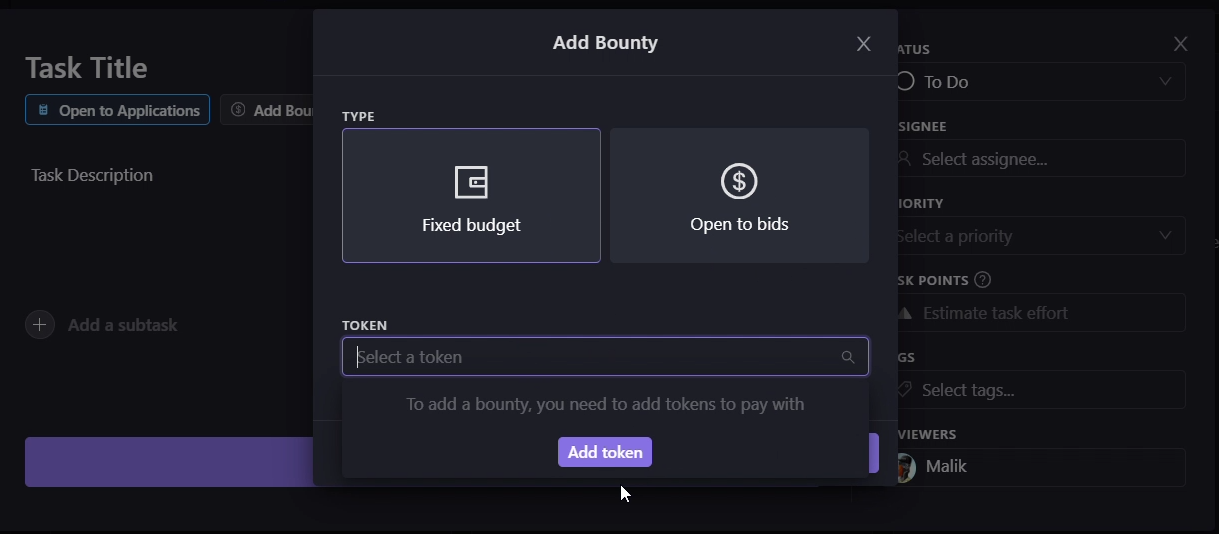 Add Bounty
Task Title
Open to Applications
Add Bou
Task Description
Add a subtask
TYPE
Fixed budget
Open to bids
TOKEN
Select a token
To add a bounty, you need to add tokens to pay with
Add token
ATUS
To Do
SIGNEE
Select assignee...
IORITY
Select a priority
SK POINTS ?
Estimate task effort
GS
Select tags...
VIEWERS
Malik